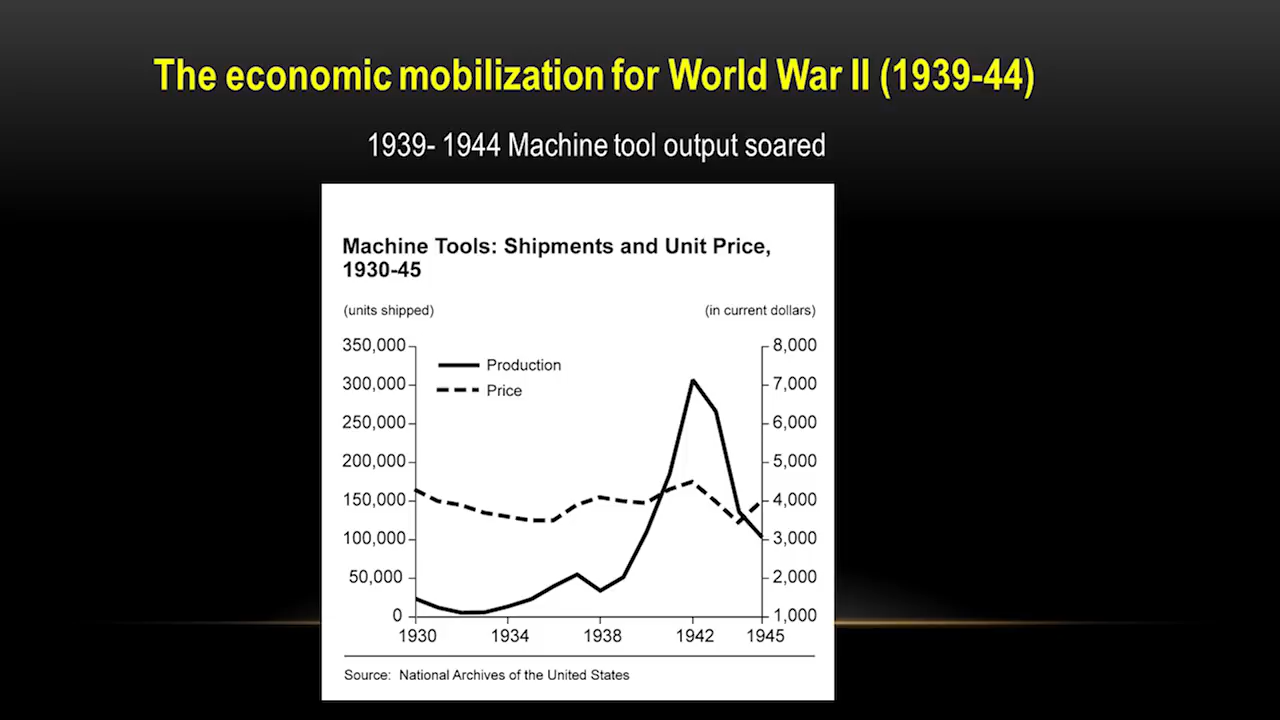 The economic mobilization for World War II (1939-44)
1939- 1944 Machine tool output soared
Machine Tools: Shipments and Unit Price,
1930-45
(units shipped) (in current dollars)
350,000 8,000
Production
300,000 7,000
Price
250,000 6,000
200,000 5,000
150,000 4,000
100,000 3,000
50,000 2,000
0 1,000
1930 1934 1938 1942 1945
Source: National Archives of the United States